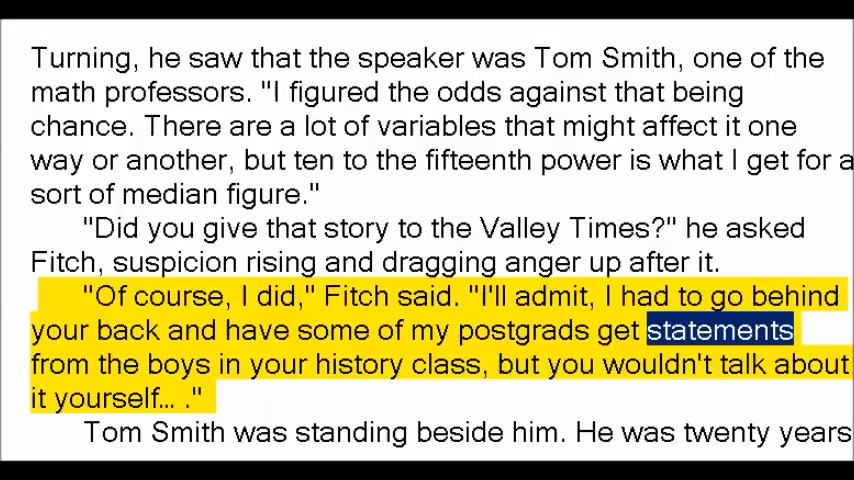 Turning, he saw that the speaker was Tom Smith, one of the
math professors. "I figured the odds against that being
chance. There are a lot of variables that might affect it one
way or another, but ten to the fifteenth power is what I get for a
sort of median figure."
"Did you give that story to the Valley Times?" he asked
Fitch, suspicion rising and dragging anger up after it.
"Of course, I did," Fitch said. "I'll admit, I had to go behind
your back and have some of my postgrads get statements
from the boys in your history class, but you wouldn't talk about
it yourself... ."
Tom Smith was standing beside him. He was twenty years